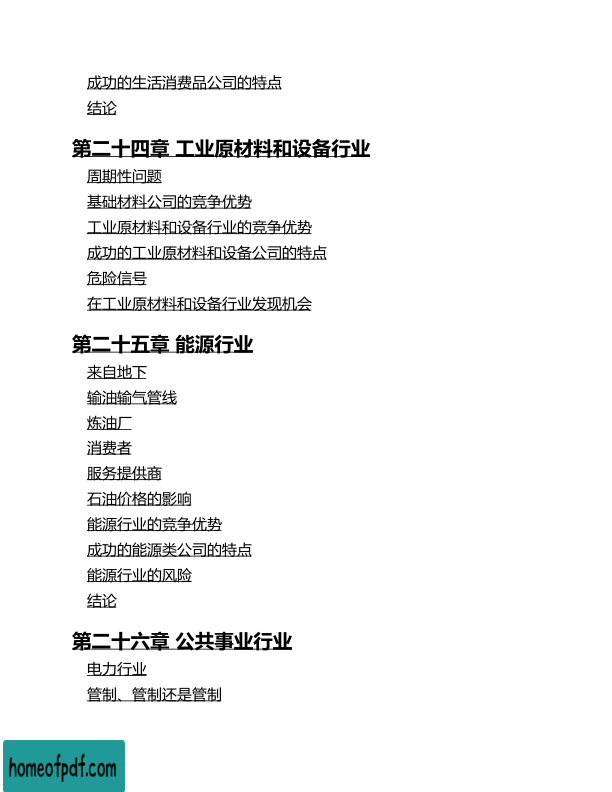 成功的生活消费品公司的特点
结论
第二十四章 工业原材料和设备行业
周期性问题
基础材料公司的竞争优势
工业原材料和设备行业的竞争优势
成功的工业原材料和设备公司的特点
危险信号
在工业原材料和设备行业发现机会
第二十五章 能源行业
来自地下
输油输气管线
炼油厂
消费者
服务提供商
石油价格的影响
能源行业的竞争优势
成功的能源类公司的特点
能源行业的风险
结论
第二十六章 公共事业行业
电力行业
管制、管制还是管制
homeofpdf.com